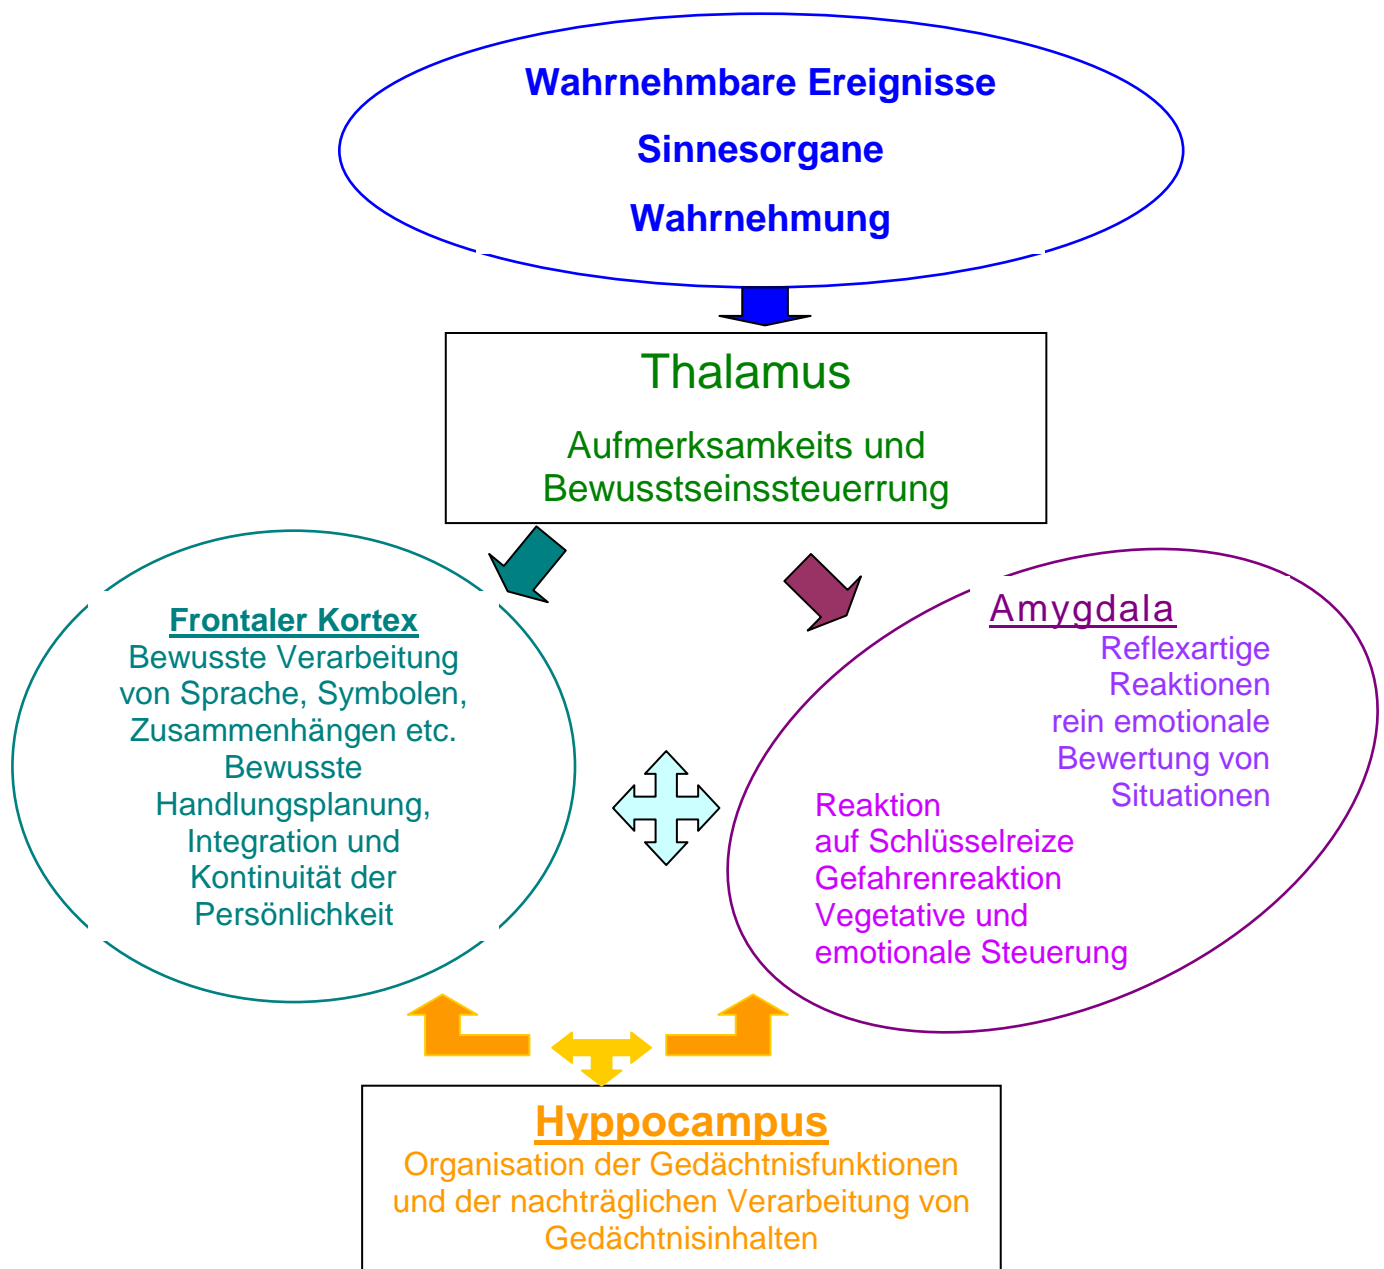 Wahrnehmbare Ereignisse
Sinnesorgane
Wahrnehmung
Thalamus
Aufmerksamkeits und
Bewusstseinssteuerrung
Frontaler Kortex
Bewusste Verarbeitung
von Sprache, Symbolen,
Zusammenhängen etc.
Bewusste
Handlungsplanung,
Integration und
Kontinuität der
Persönlichkeit
Amygdala
Reflexartige
Reaktionen
rein emotionale
Bewertung von
Situationen
Reaktion
auf Schlüsselreize
Gefahrenreaktion
Vegetative und
emotionale Steuerung
Hyppocampus
Organisation der Gedächtnisfunktionen
und der nachträglichen Verarbeitung von
Gedächtnisinhalten